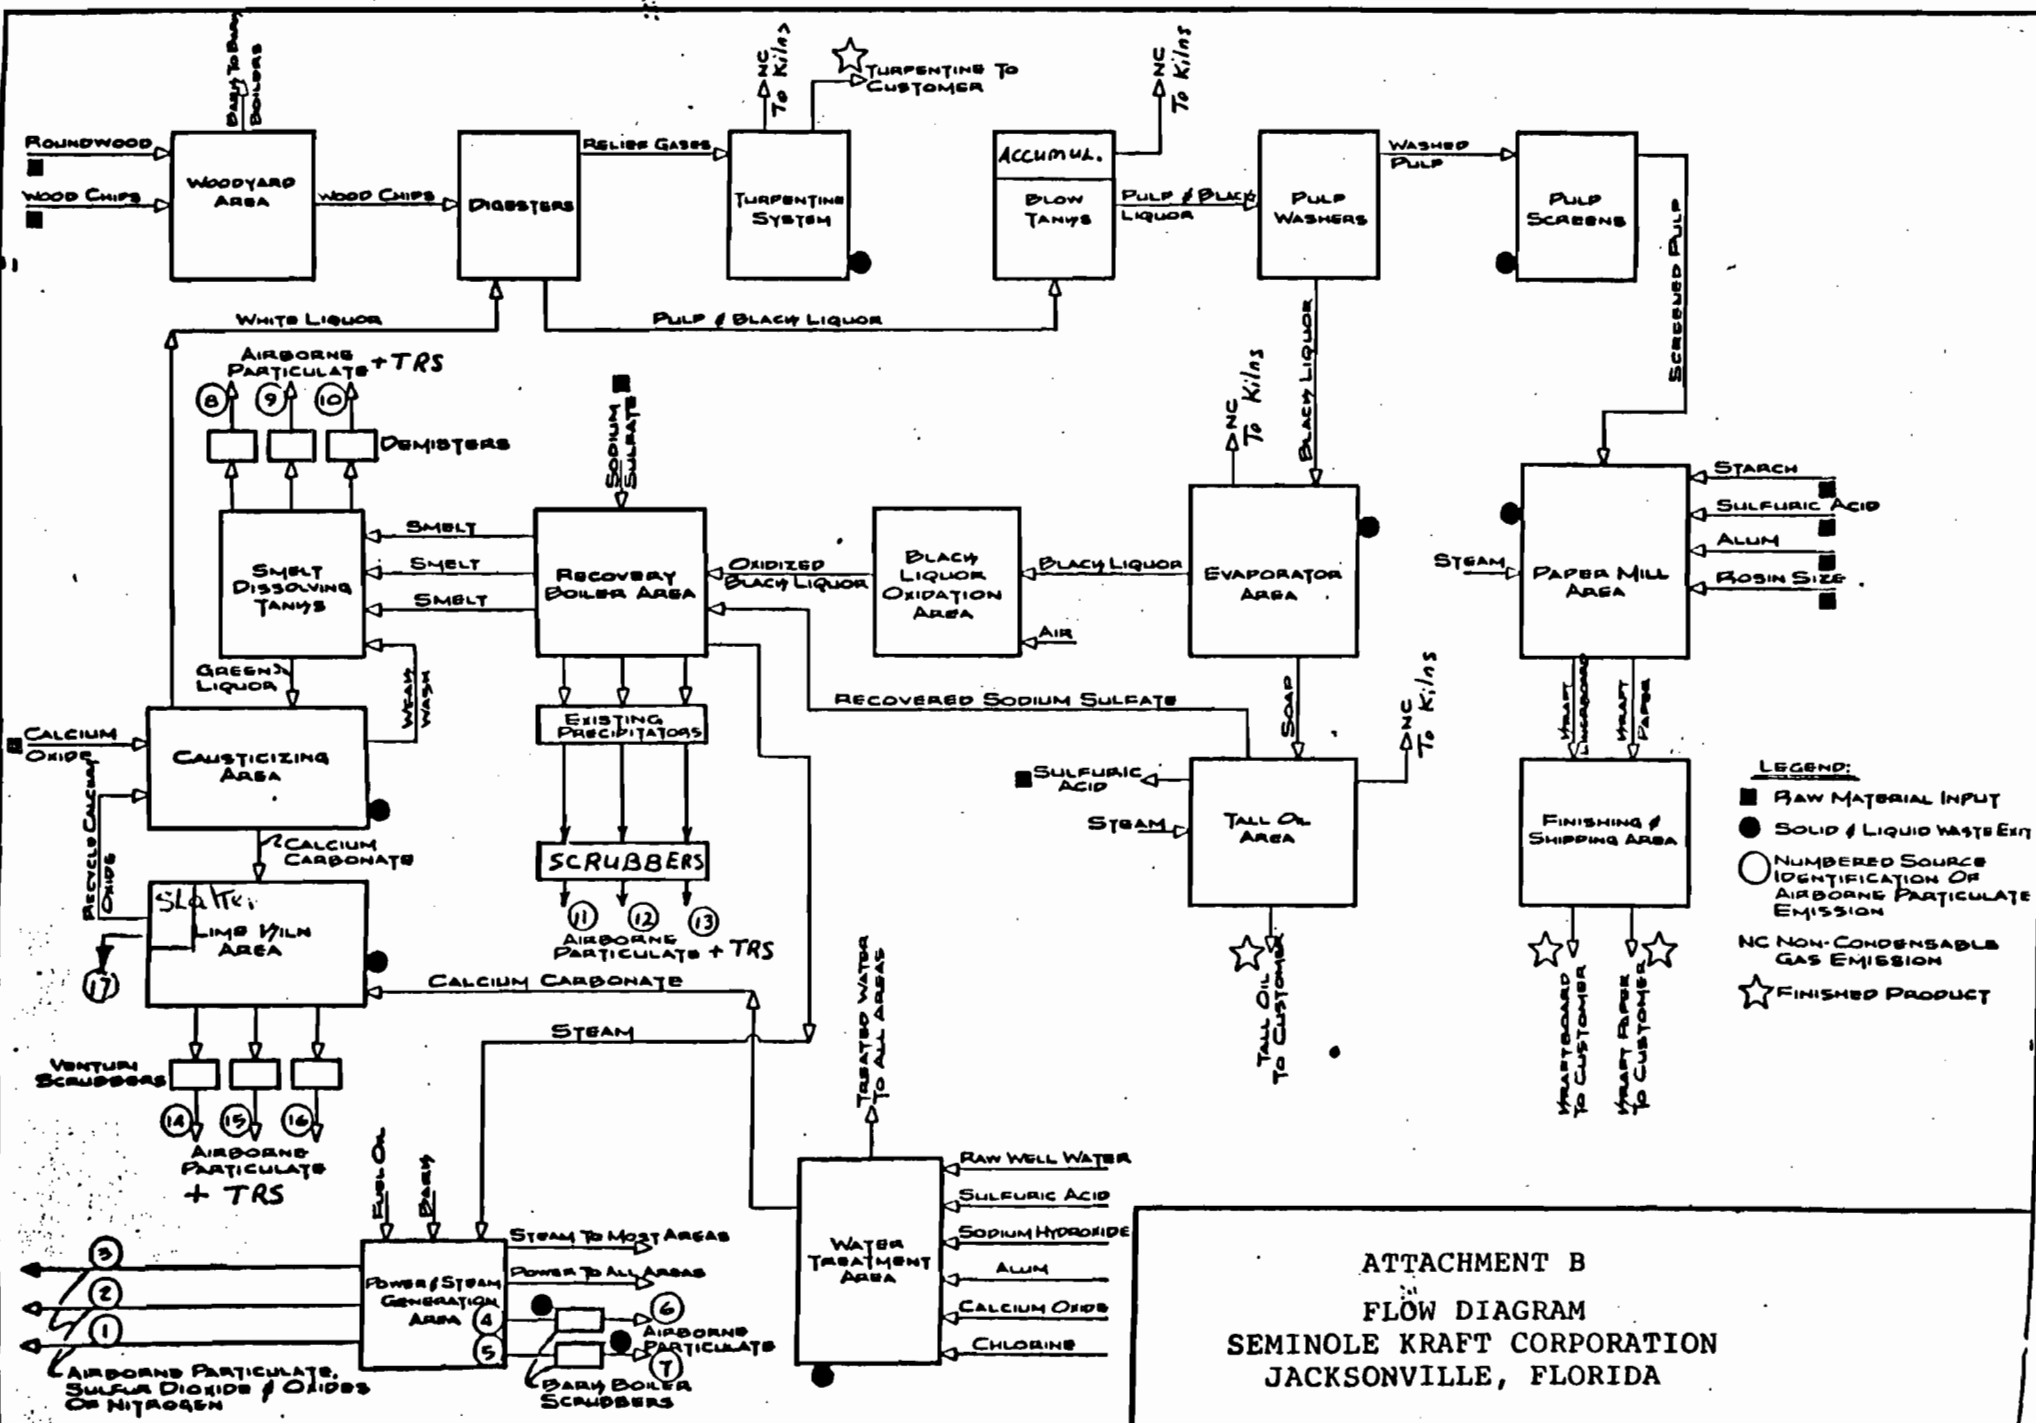 BARK TO BARK
BOILERS
NC
To Kilns
TURPENTINE TO
CUSTOMER
NC
To Kilns
ROUNDWOOD
WOOD CHIPS
WOODYARD
AREA
WOOD CHIPS
DIGESTERS
RELIEF GASES
TURPENTINE
SYSTEM
ACCUMUL.
BLOW
TANKS
PULP & BLACK
LIQUOR
PULP
WASHERS
WASHED
PULP
PULP
SCREENS
SCREENED PULP
WHITE LIQUOR
PULP & BLACK LIQUOR
BLACK LIQUOR
AIRBORNE
PARTICULATE + TRS
8
9
10
DEMISTERS
SODIUM
SULFATE
NC
To Kilns
SMELT
DISSOLVING
TANKS
SMELT
SMELT
SMELT
RECOVERY
BOILER AREA
OXIDIZED
BLACK LIQUOR
BLACK
LIQUOR
OXIDATION
AREA
BLACK LIQUOR
AIR
EVAPORATOR
AREA
STEAM
PAPER MILL
AREA
STARCH
SULFURIC ACID
ALUM
ROSIN SIZE
GREEN
LIQUOR
WEAK
WASH
RECOVERED SODIUM SULFATE
SOAP
NC
To Kilns
KRAFT
LINERBOARD
KRAFT
PAPER
CALCIUM
OXIDE
CAUSTICIZING
AREA
EXISTING
PRECIPITATORS
SULFURIC
ACID
STEAM
TALL OIL
AREA
FINISHING &
SHIPPING AREA
RECYCLE CALCIUM
OXIDE
CALCIUM
CARBONATE
SCRUBBERS
11
12
13
AIRBORNE
PARTICULATE + TRS
LIME KILN
AREA
17
CALCIUM CARBONATE
STEAM
TREATED WATER
TO ALL AREAS
TALL OIL
TO CUSTOMER
KRAFTBOARD
TO CUSTOMER
KRAFT PAPER
TO CUSTOMER
LEGEND:
RAW MATERIAL INPUT
SOLID & LIQUID WASTE EXIT
NUMBERED SOURCE
IDENTIFICATION OF
AIRBORNE PARTICULATE
EMISSION
NC NON-CONDENSABLE
GAS EMISSION
FINISHED PRODUCT
VENTURI
SCRUBBERS
14
15
16
AIRBORNE
PARTICULATE
+ TRS
FUEL OIL
BARK
3
2
1
AIRBORNE PARTICULATE,
SULFUR DIOXIDE & OXIDES
OF NITROGEN
POWER & STEAM
GENERATION
AREA
4
5
STEAM TO MOST AREAS
POWER TO ALL AREAS
6
AIRBORNE
PARTICULATE
7
BARK BOILER
SCRUBBERS
WATER
TREATMENT
AREA
RAW WELL WATER
SULFURIC ACID
SODIUM HYDROXIDE
ALUM
CALCIUM OXIDE
CHLORINE
ATTACHMENT B
FLOW DIAGRAM
SEMINOLE KRAFT CORPORATION
JACKSONVILLE, FLORIDA